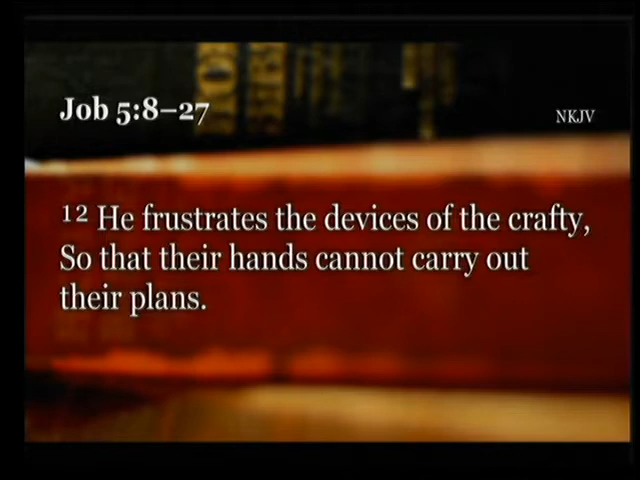 Job 5:8–27
NKJV
12 He frustrates the devices of the crafty,
So that their hands cannot carry out
their plans.